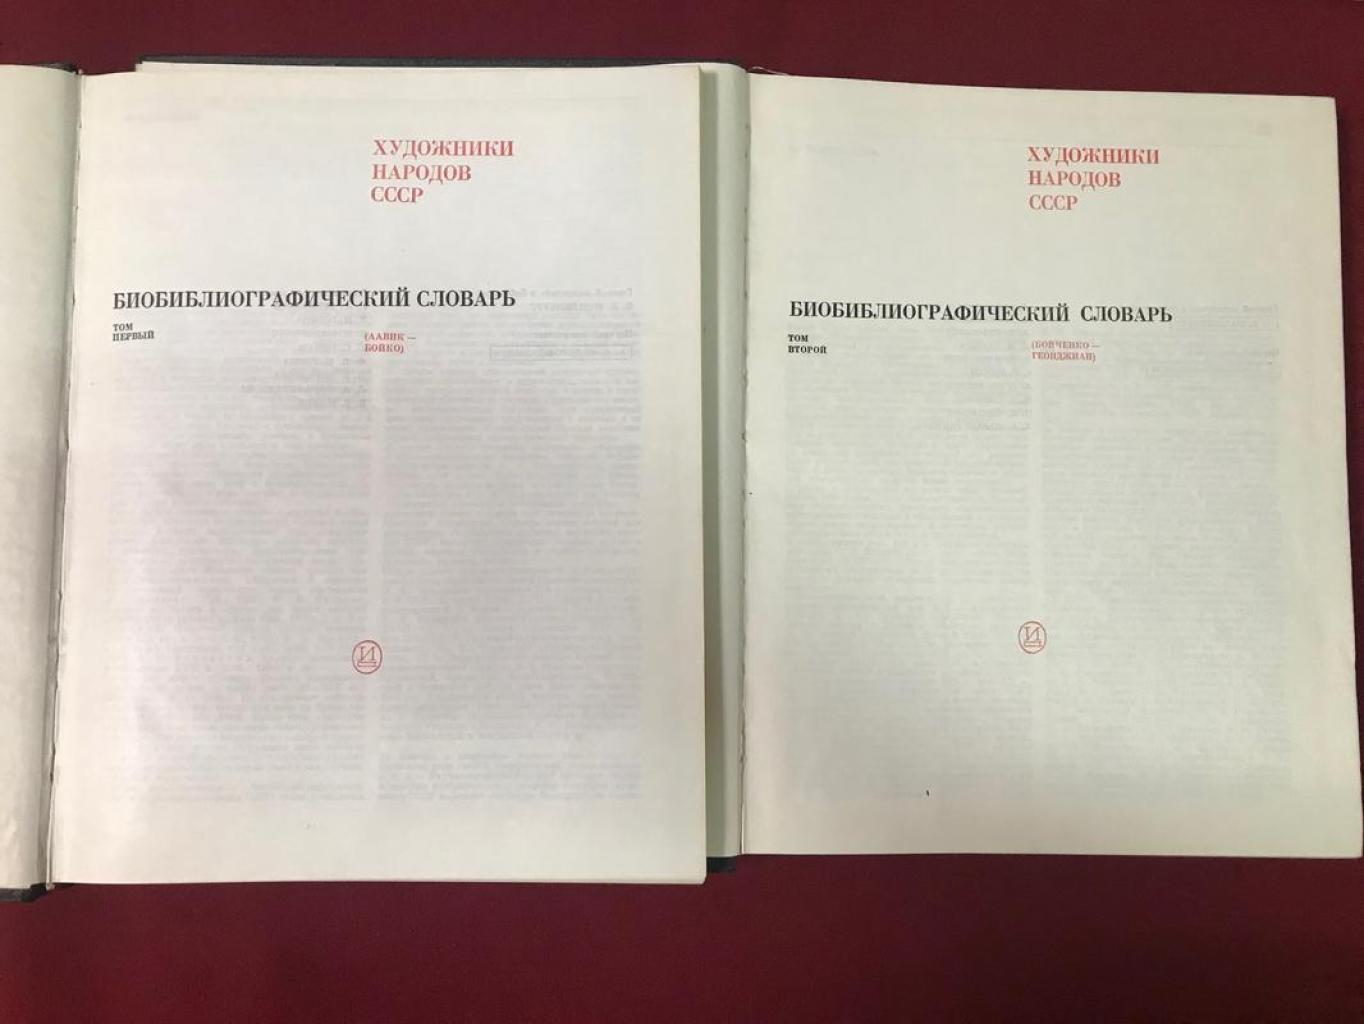 ХУДОЖНИКИ
НАРОДОВ
СССР
БИОБИБЛИОГРАФИЧЕСКИЙ СЛОВАРЬ
ТОМ
ПЕРВЫЙ
(ААВИК —
БОЙКО)
И
ХУДОЖНИКИ
НАРОДОВ
СССР
БИОБИБЛИОГРАФИЧЕСКИЙ СЛОВАРЬ
ТОМ
ВТОРОЙ
(БОЙЧЕНКО —
ГЕОНДЖИАН)
И